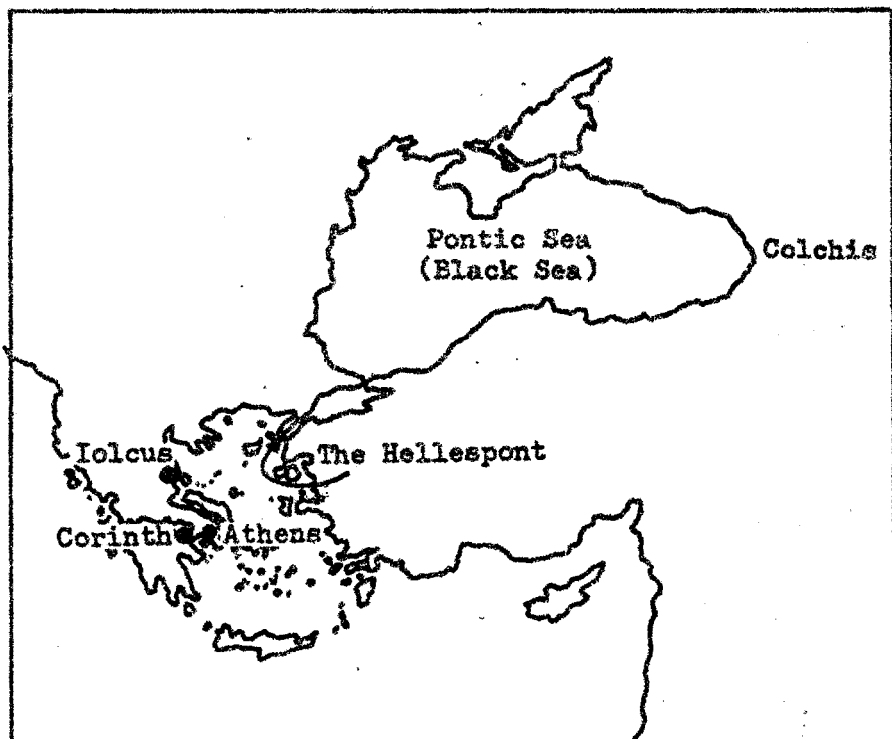 Pontic Sea
(Black Sea)
Colchis
Iolcus
The Hellespont
Corinth
Athens